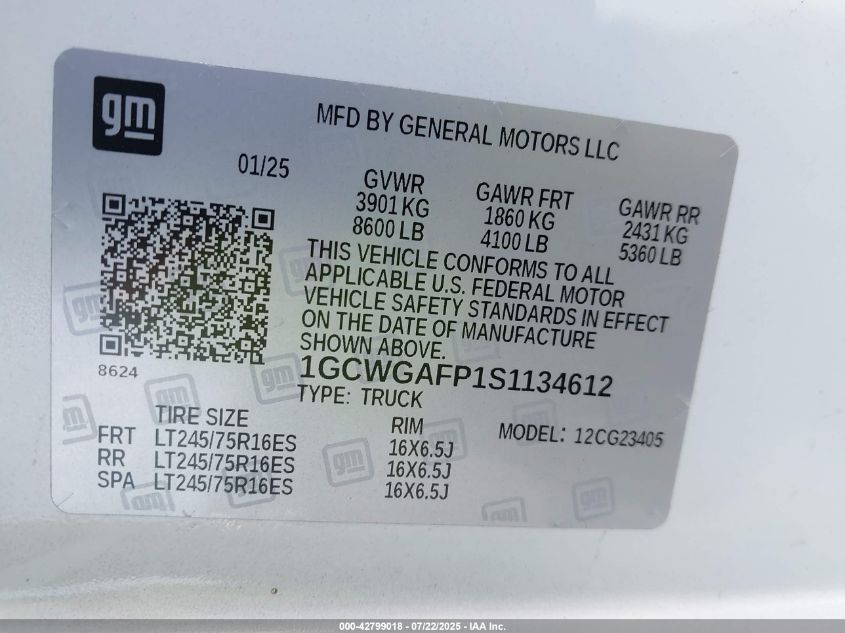 gm
MFD BY GENERAL MOTORS LLC
01/25
GVWR GAWR FRT GAWR RR
3901 KG 1860 KG 2431 KG
8600 LB 4100 LB 5360 LB
THIS VEHICLE CONFORMS TO ALL
APPLICABLE U.S. FEDERAL MOTOR
VEHICLE SAFETY STANDARDS IN EFFECT
ON THE DATE OF MANUFACTURE
SHOWN ABOVE.
8624
1GCWGAFP1S1134612
TYPE: TRUCK
TIRE SIZE RIM MODEL: 12CG23405
FRT LT245/75R16ES 16X6.5J
RR LT245/75R16ES 16X6.5J
SPA LT245/75R16ES 16X6.5J
000-42799018 - 07/22/2025 - IAA Inc.